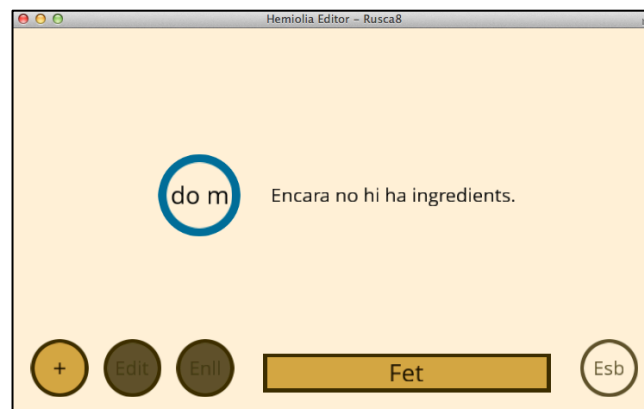 Hemiolia Editor – Rusca8
do m
Encara no hi ha ingredients.
+
Edit
Enll
Fet
Esb